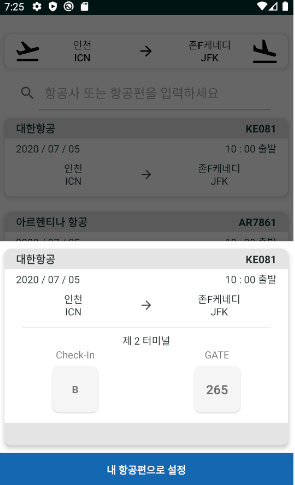 7:25
인천 존F케네디
ICN JFK
항공사 또는 항공편을 입력하세요
대한항공 KE081
2020 / 07 / 05 10 : 00 출발
인천 존F케네디
ICN JFK
아르헨티나 항공 AR7861
대한항공 KE081
2020 / 07 / 05 10 : 00 출발
인천 존F케네디
ICN JFK
제 2 터미널
Check-In GATE
B 265
내 항공편으로 설정